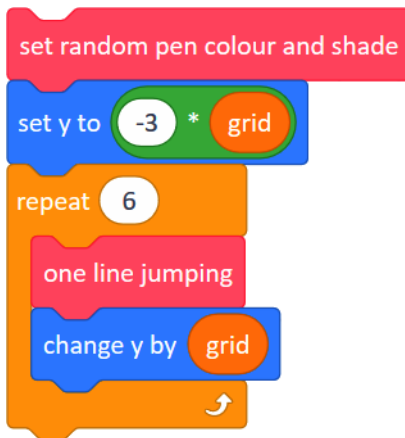 set random pen colour and shade
set y to -3 * grid
repeat 6
one line jumping
change y by grid